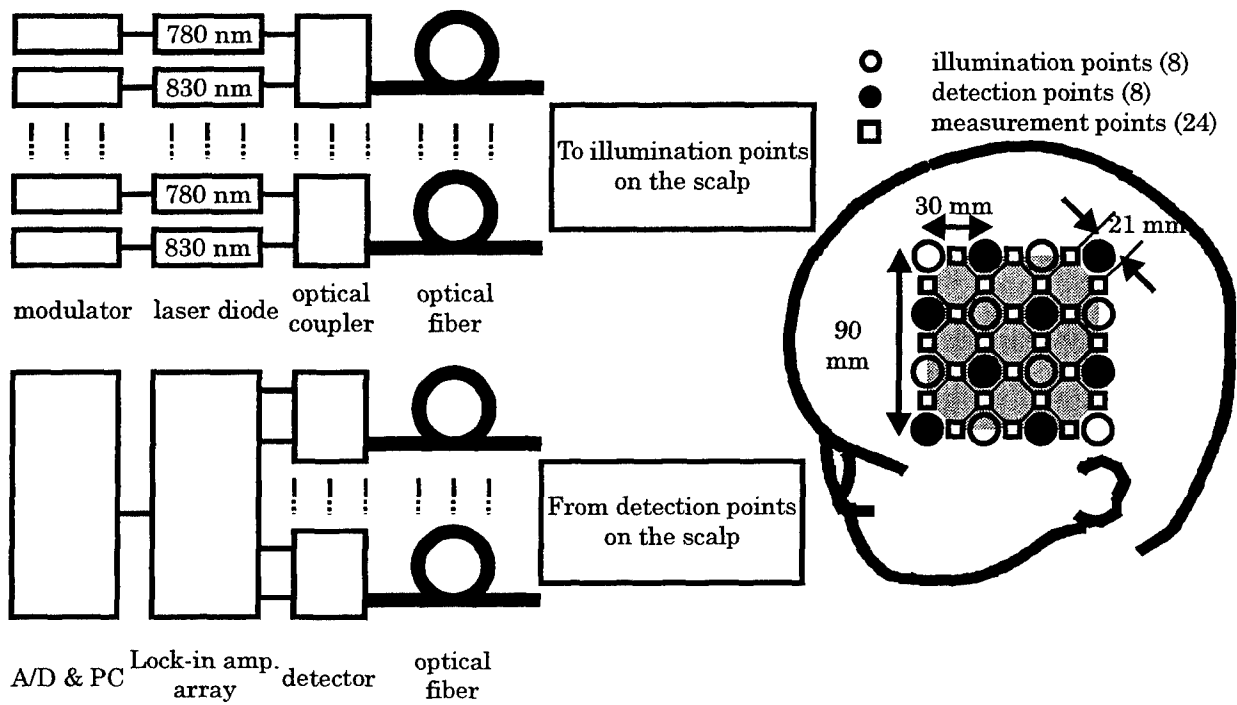 780 nm
830 nm
780 nm
830 nm
modulator
laser diode
optical
coupler
optical
fiber
To illumination points
on the scalp
illumination points (8)
detection points (8)
measurement points (24)
30 mm
21 mm
90
mm
From detection points
on the scalp
A/D & PC
Lock-in amp.
array
detector
optical
fiber